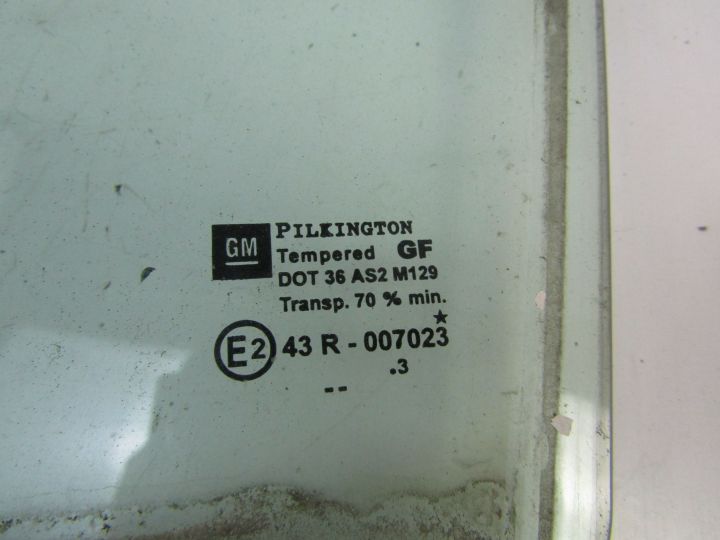 GM
PILKINGTON
Tempered GF
DOT 36 AS2 M129
Transp. 70 % min.
E2 43 R - 007023
.3
--